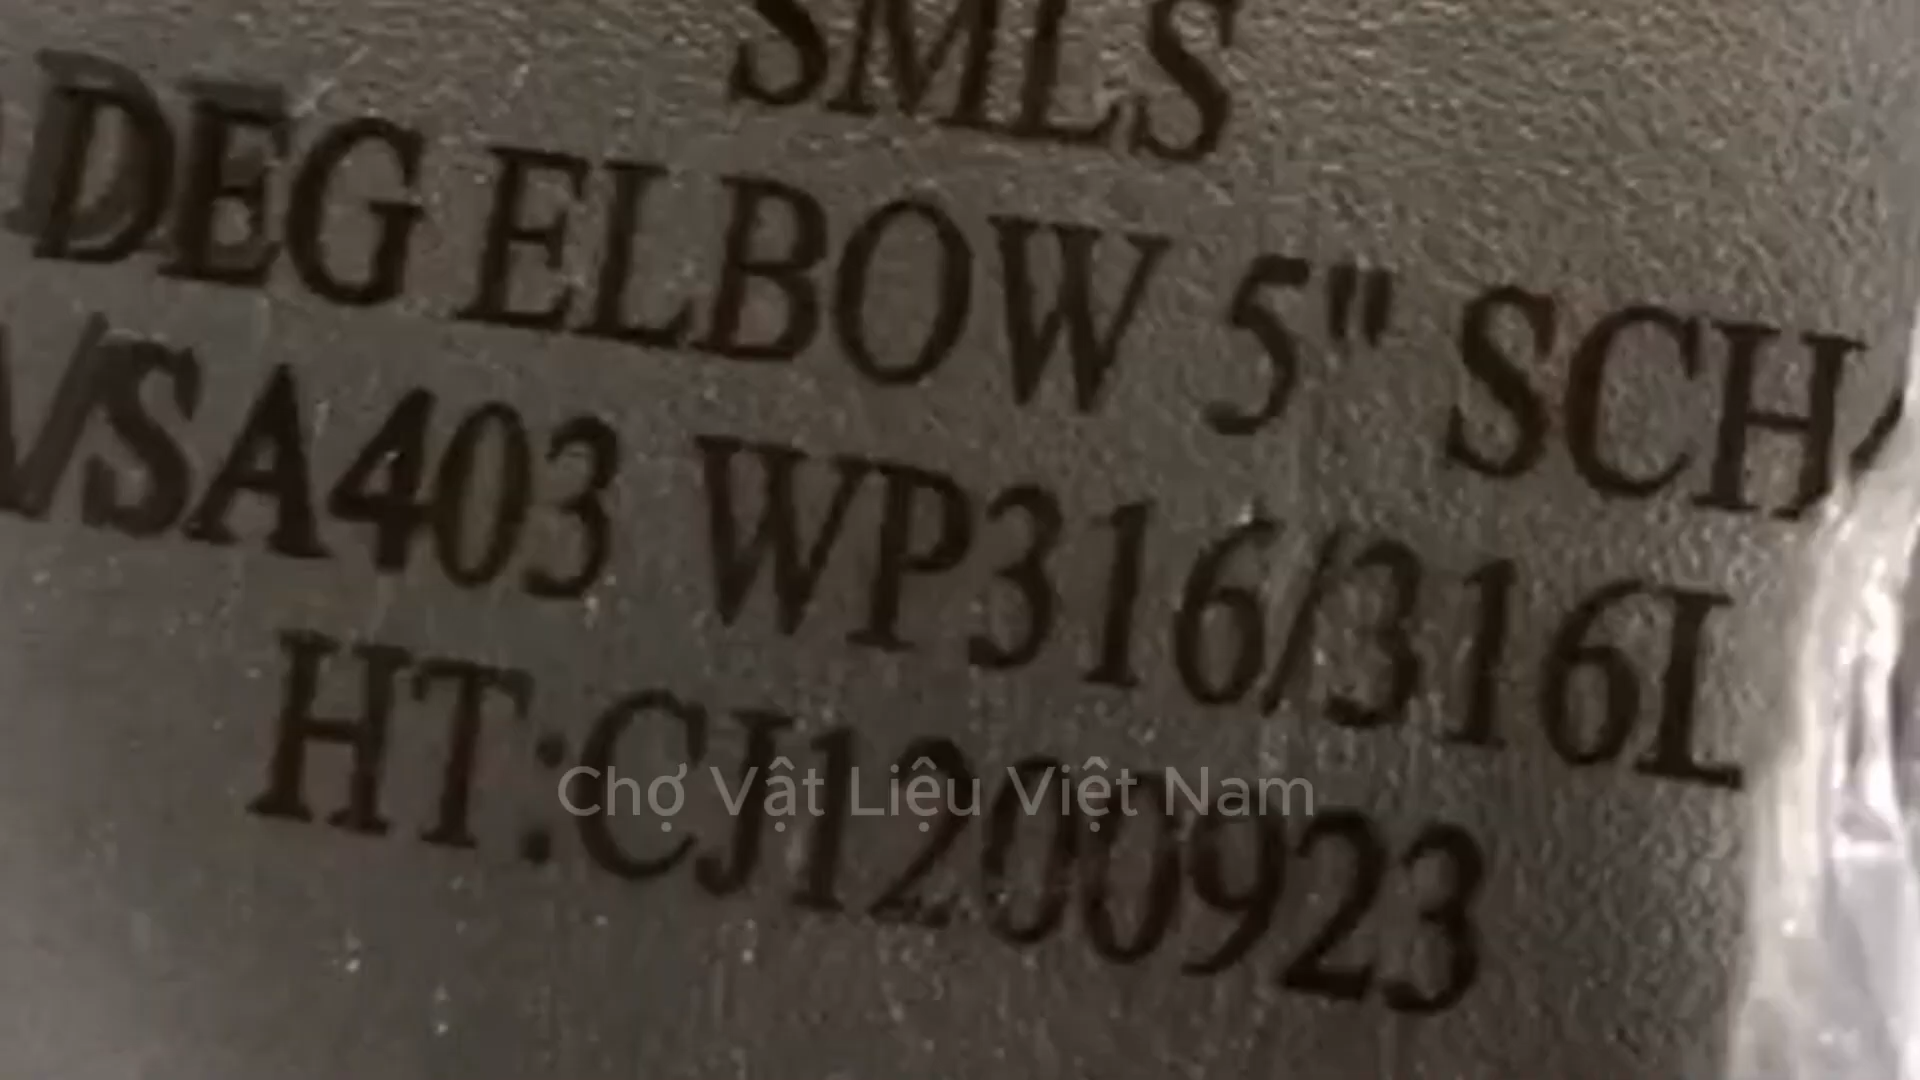 SMLS
DEG ELBOW 5" SCH
/SA403 WP316/316L
HT:CJ1200923
Chợ Vật Liệu Việt Nam